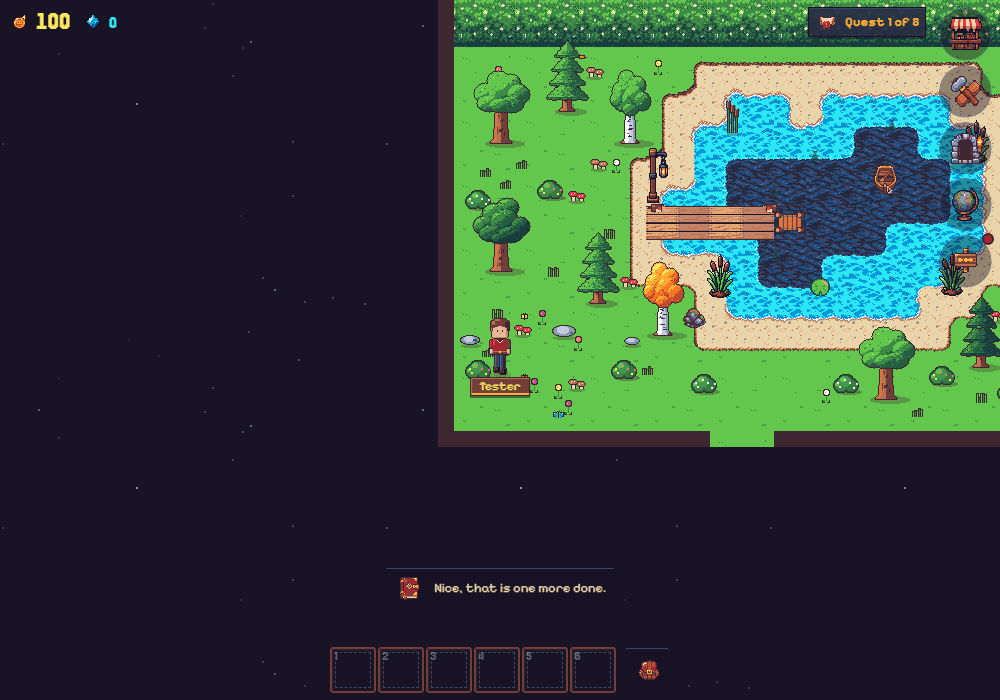 100
0
Quest 1 of 8
Tester
Nice, that is one more done.
1 2 3 4 5 6